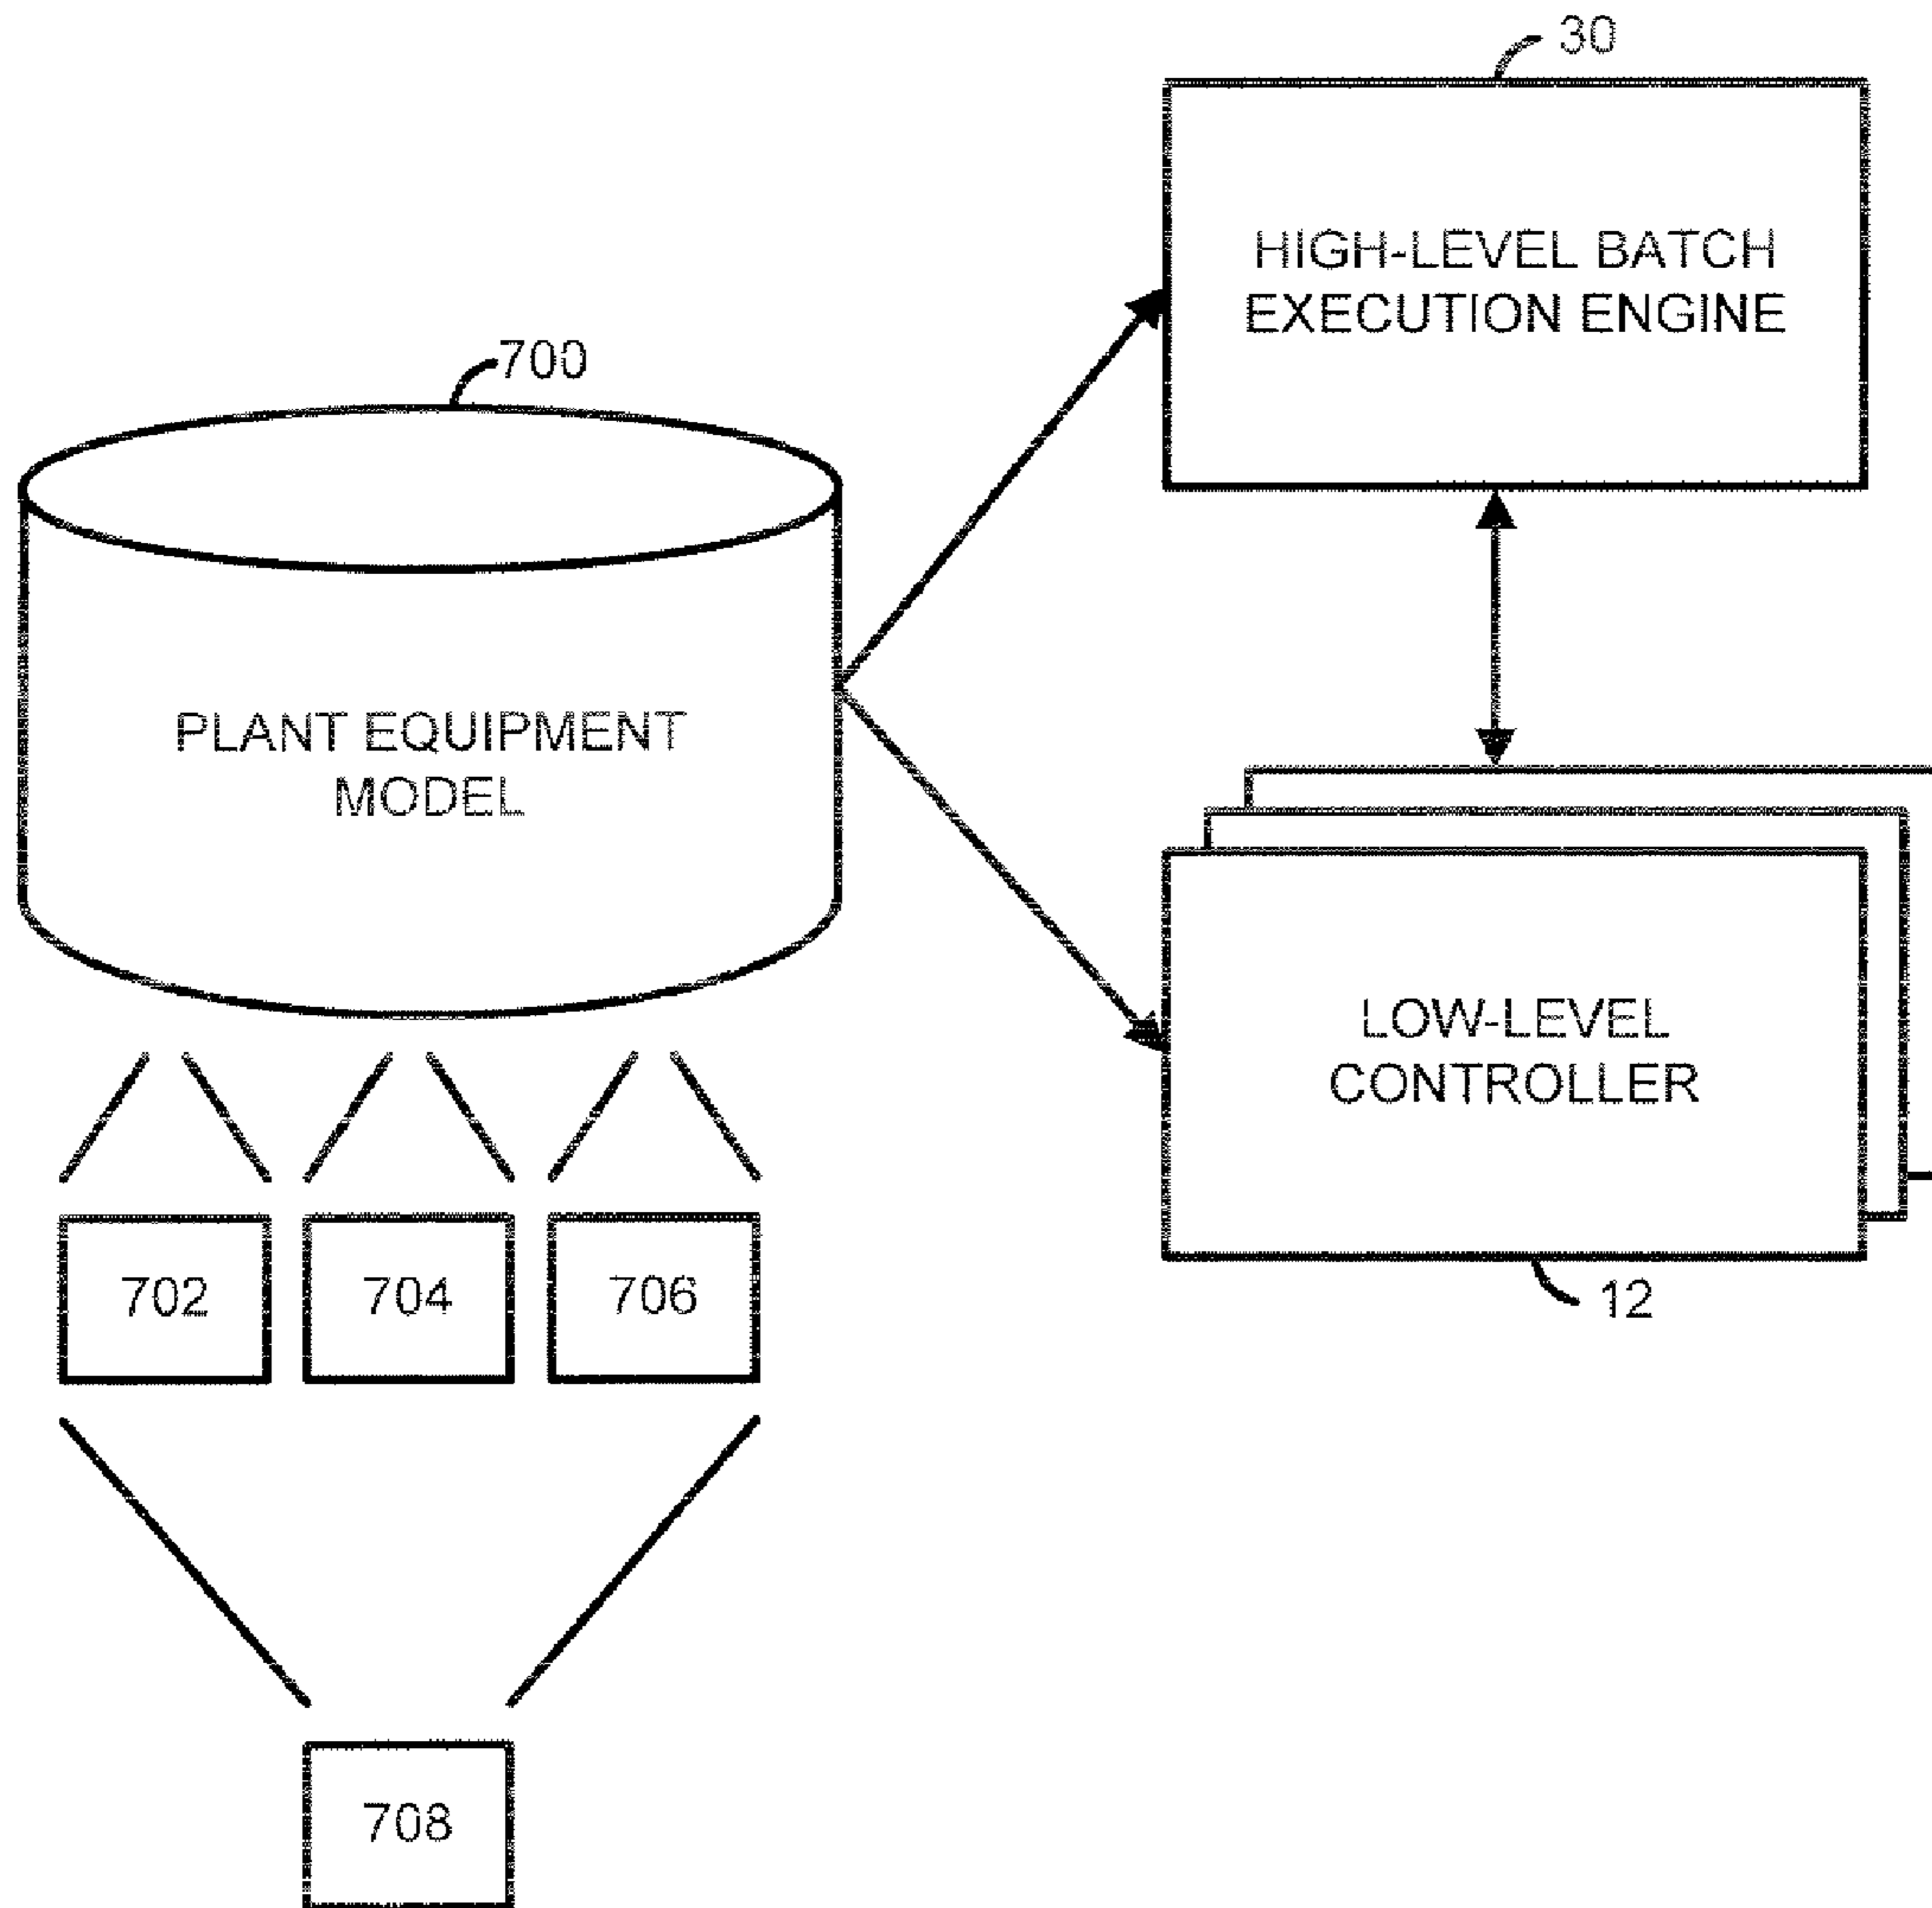 30
HIGH-LEVEL BATCH
EXECUTION ENGINE
700
PLANT EQUIPMENT
MODEL
LOW-LEVEL
CONTROLLER
702
704
706
12
708